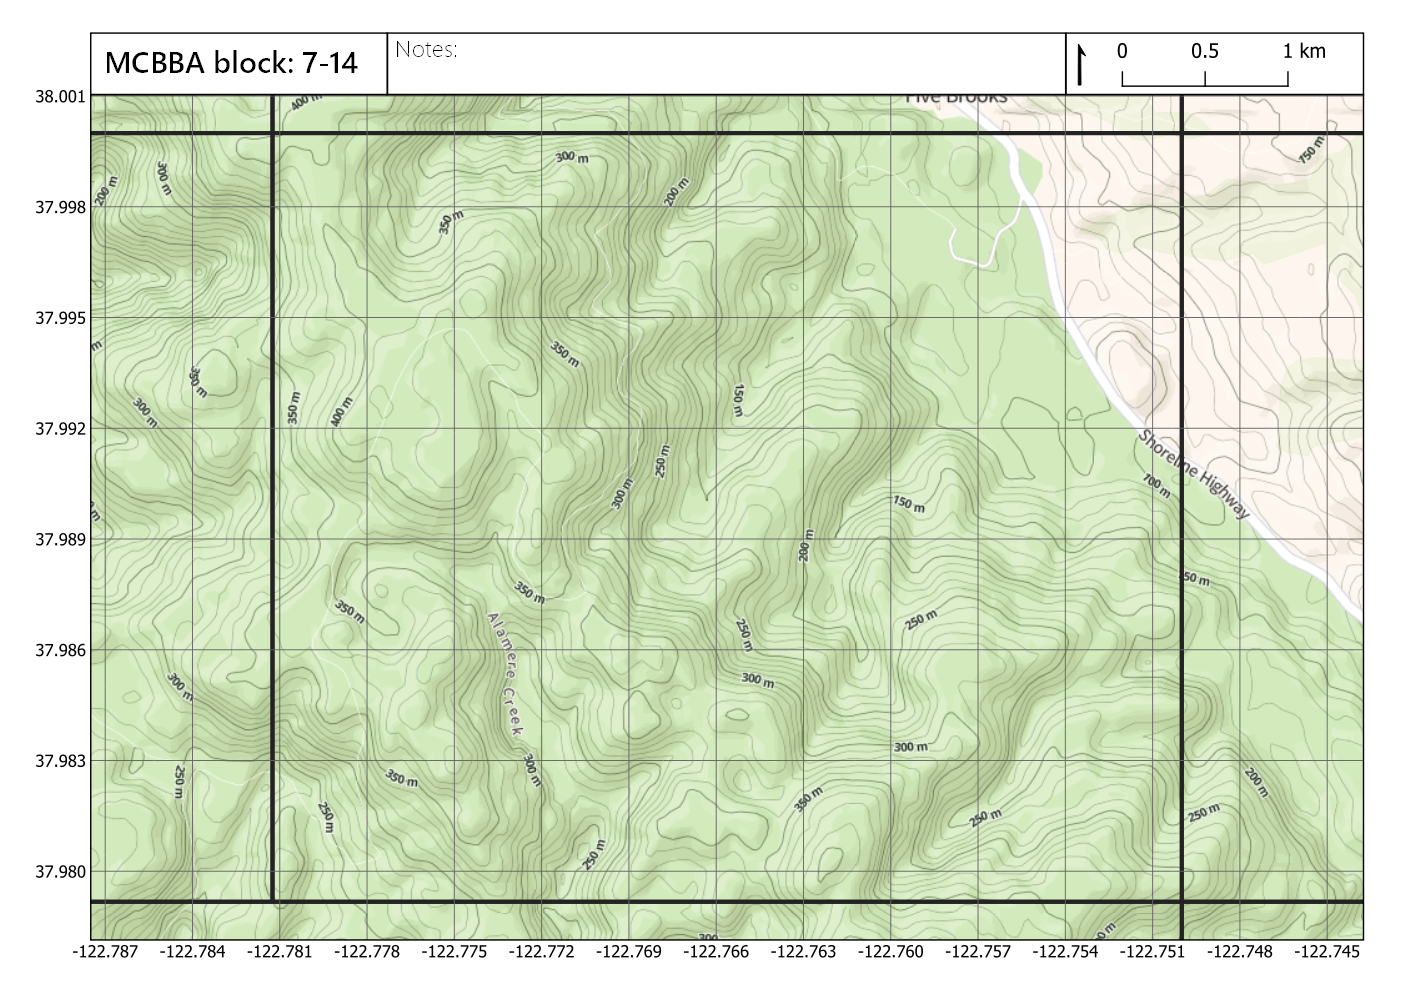 MCBBA block: 7-14
Notes:
0 0.5 1 km
38.001
37.998
37.995
37.992
37.989
37.986
37.983
37.980
400 m
Five Brooks
300 m
300 m
750 m
200 m
200 m
350 m
350 m
m
350 m
300 m
350 m
400 m
150 m
Shoreline Highway
250 m
300 m
700 m
150 m
m
200 m
50 m
350 m
350 m
250 m
250 m
Alamere Creek
300 m
300 m
300 m
250 m
350 m
300 m
200 m
250 m
350 m
250 m
250 m
250 m
300
0 m
-122.787 -122.784 -122.781 -122.778 -122.775 -122.772 -122.769 -122.766 -122.763 -122.760 -122.757 -122.754 -122.751 -122.748 -122.745